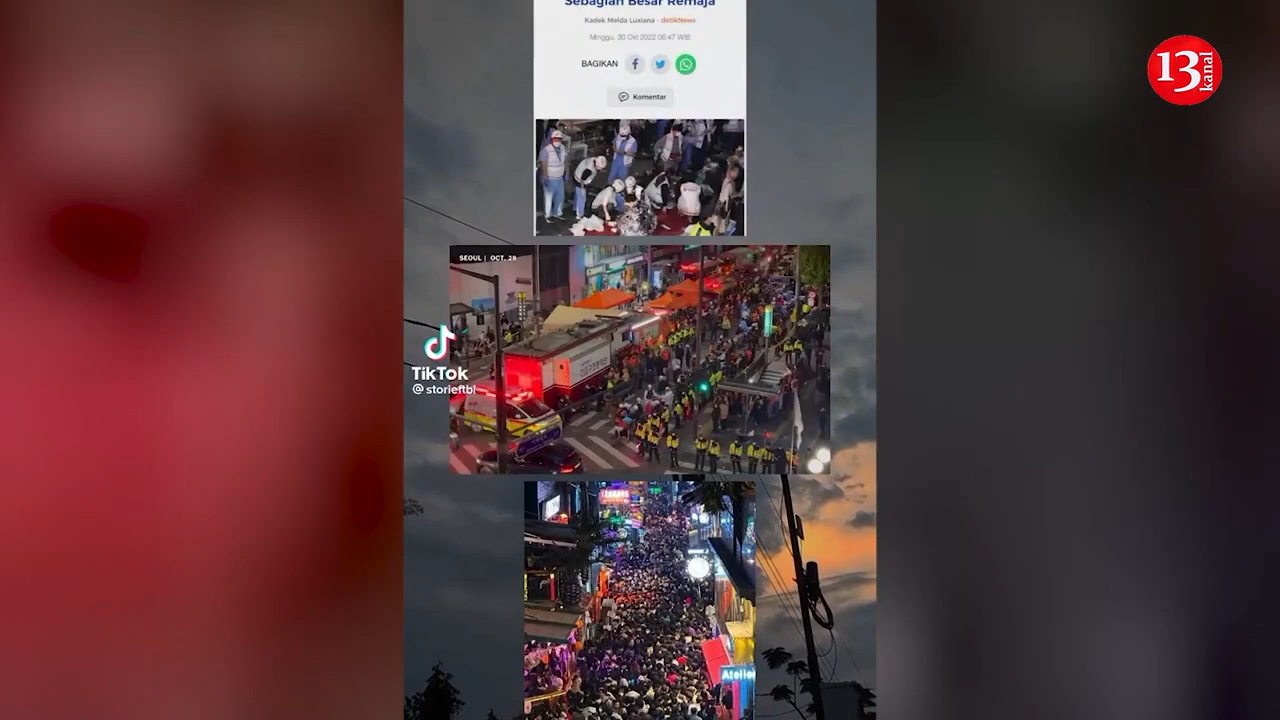 Sebagian Besar Remaja
Kadek Melda Luxiana - detikNews
Minggu, 30 Okt 2022 06:47 WIB
BAGIKAN
Komentar
13 kanal
SEOUL | OCT. 29
TikTok
@storieftbl
Atelier